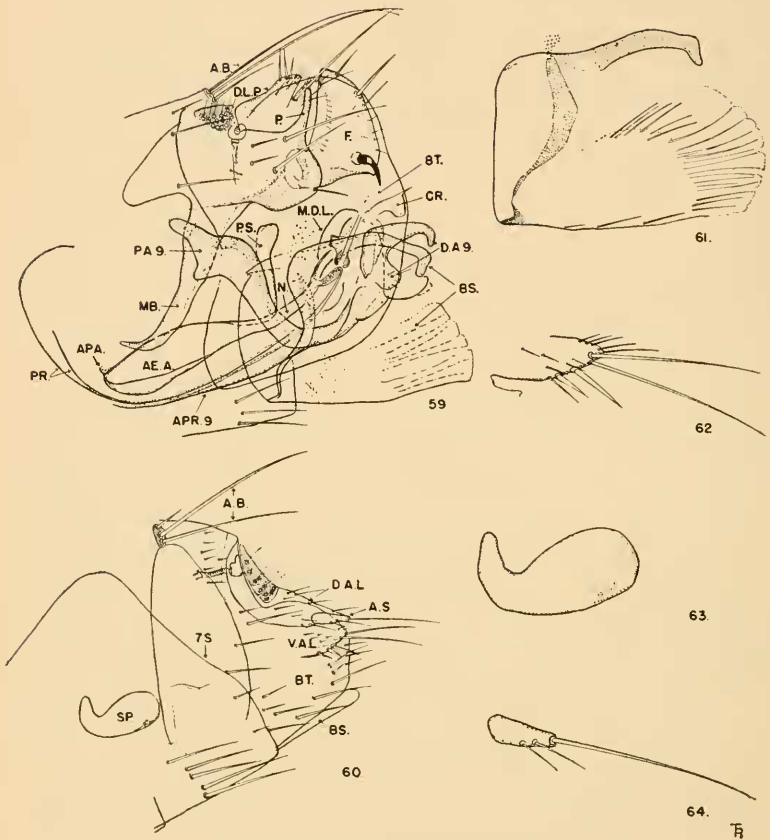 A.B.
D.L.P.
P.
F.
BT.
CR.
M.D.L.
P.S.
PA 9.
D.A 9.
N
MB.
BS.
APA.
AE.A.
PR.
APR. 9
59
61.
62
A.B.
D A L
A.S
7S
V.A L
BT.
SP
BS.
60
63.
64.